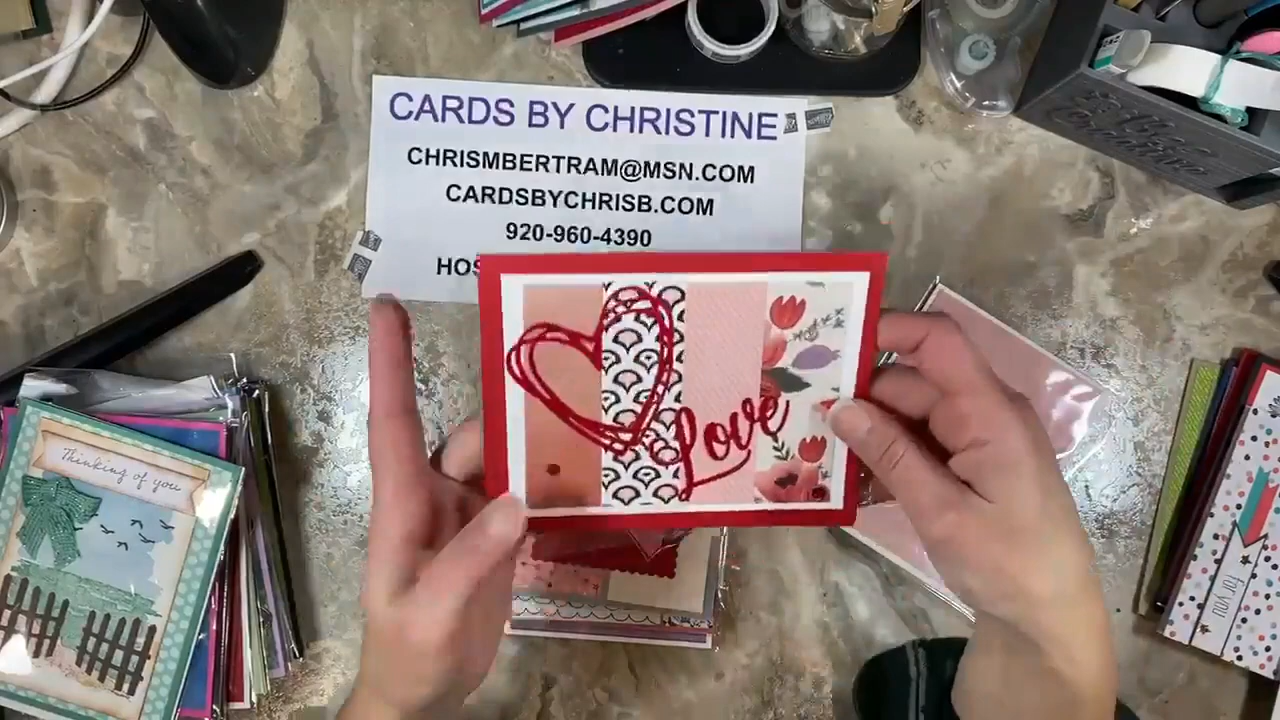 CARDS BY CHRISTINE
CHRISMBERTRAM@MSN.COM
CARDSBYCHRISB.COM
920-960-4390
HOS
Love
Thinking of you
for you